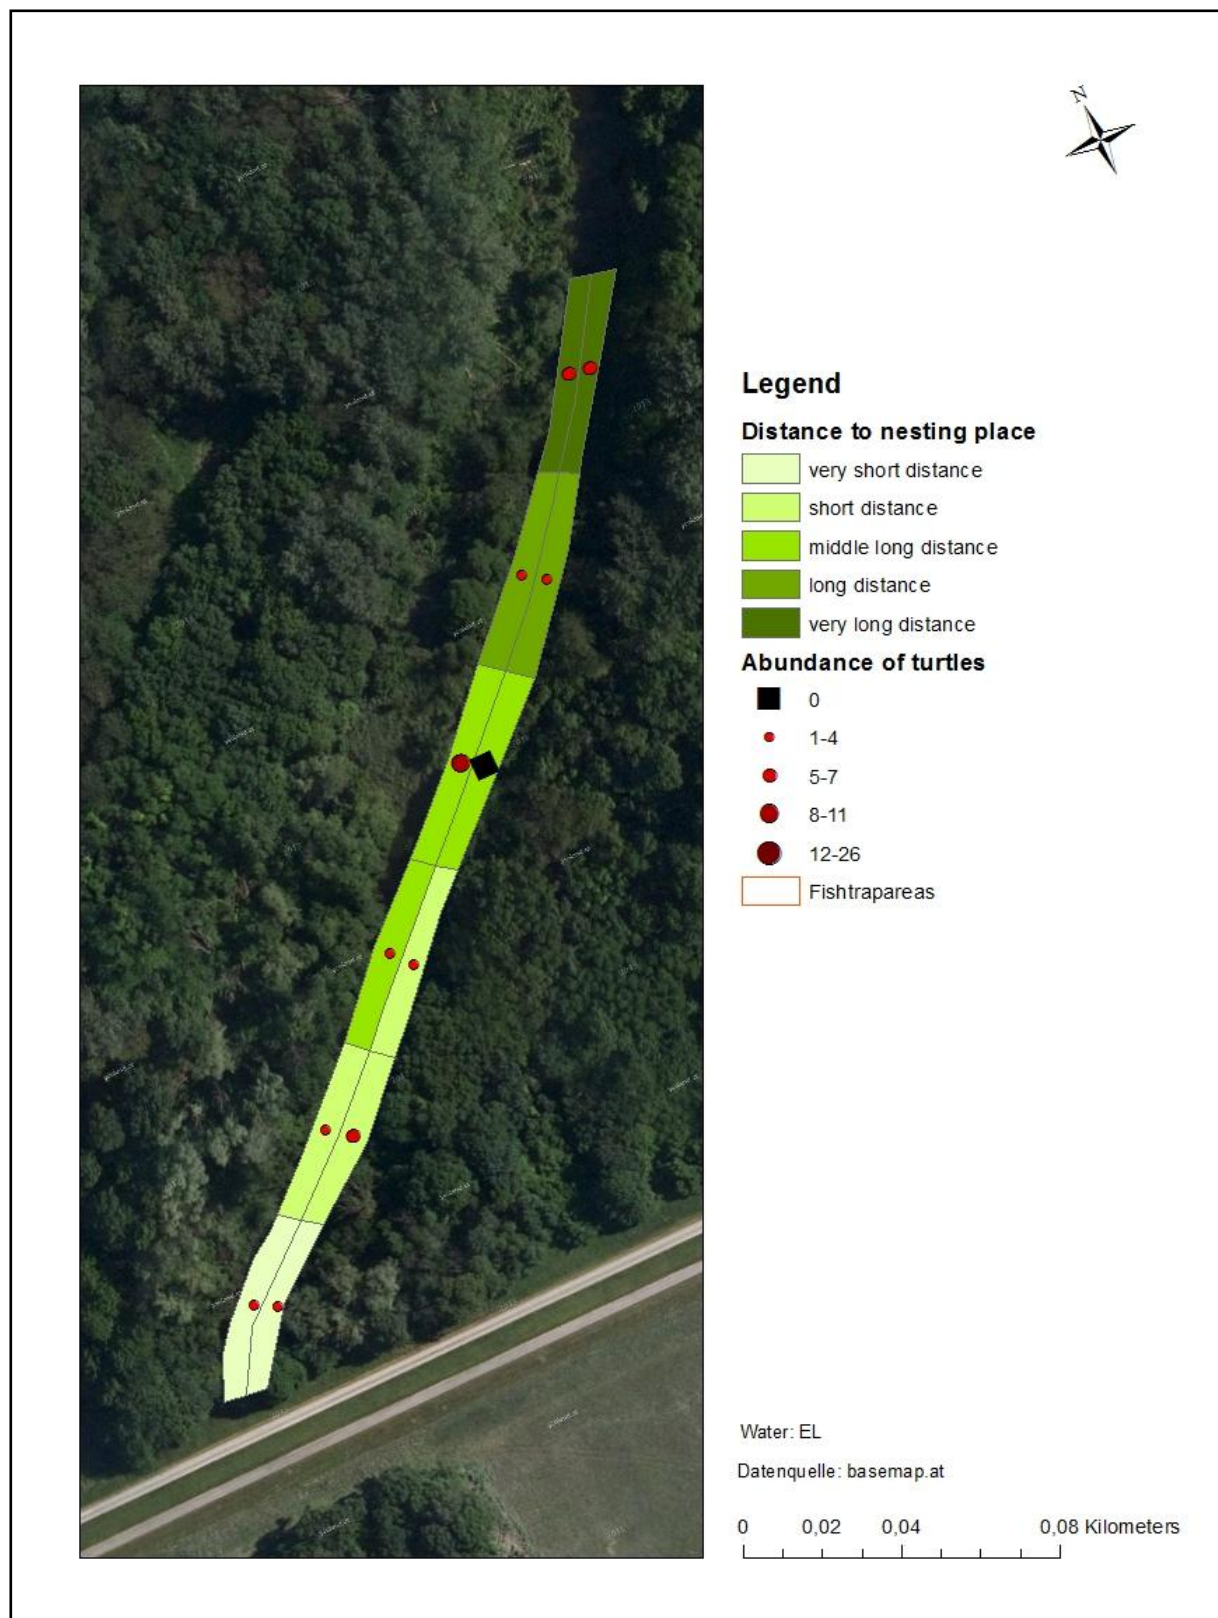 N
Legend
Distance to nesting place
very short distance
short distance
middle long distance
long distance
very long distance
Abundance of turtles
0
1-4
5-7
8-11
12-26
Fishtrapareas
Water: EL
Datenquelle: basemap.at
0 0,02 0,04 0,08 Kilometers